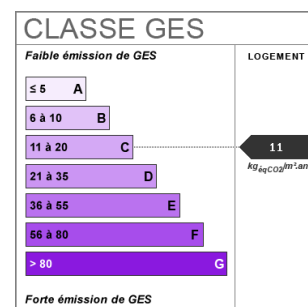 CLASSE GES
Faible émission de GES
LOGEMENT
≤ 5 A
6 à 10 B
11 à 20 C
11
kgéqCO2/m².an
21 à 35 D
36 à 55 E
56 à 80 F
> 80 G
Forte émission de GES